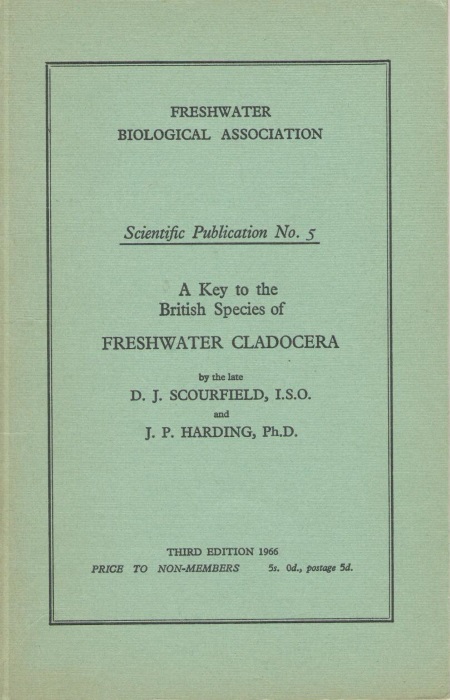 FRESHWATER
BIOLOGICAL ASSOCIATION
Scientific Publication No. 5
A Key to the
British Species of
FRESHWATER CLADOCERA
by the late
D. J. SCOURFIELD, I.S.O.
and
J. P. HARDING, Ph.D.
THIRD EDITION 1966
PRICE TO NON-MEMBERS 5s. 0d., postage 5d.